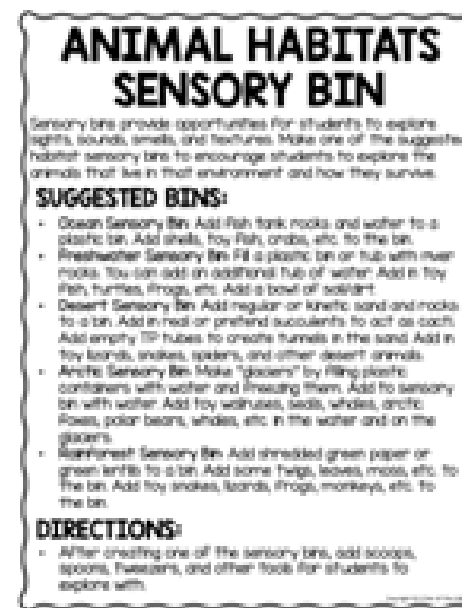 ANIMAL HABITATS
SENSORY BIN
Sensory bins provide opportunities for students to explore
sights, sounds, smells, and textures. Make one of the suggested
habitat sensory bins to encourage students to explore the
animals that live in that environment and how they survive.
SUGGESTED BINS:
• Ocean Sensory Bin: Add fish tank rocks and water to a
plastic bin. Add shells, toy fish, crabs, etc. to the bin.
• Freshwater Sensory Bin: Fill a plastic bin or tub with river
rocks. You can add an additional tub of water. Add in toy
fish, turtles, frogs, etc. Add a bowl of soil/dirt.
• Desert Sensory Bin: Add regular or kinetic sand and rocks
to a bin. Add in real or pretend succulents to act as cacti.
Add empty TP tubes to create tunnels in the sand. Add in
toy lizards, snakes, spiders, and other desert animals.
• Arctic Sensory Bin: Make "glaciers" by filling plastic
containers with water and freezing them. Add to sensory
bin with water. Add toy walruses, seals, whales, arctic
foxes, polar bears, whales, etc. in the water and on the
glaciers.
• Rainforest Sensory Bin: Add shredded green paper or
green lentils to a bin. Add some twigs, leaves, moss, etc. to
the bin. Add toy snakes, lizards, frogs, monkeys, etc. to
the bin.
DIRECTIONS:
• After creating one of the sensory bins, add scoops,
spoons, tweezers, and other tools for students to
explore with.